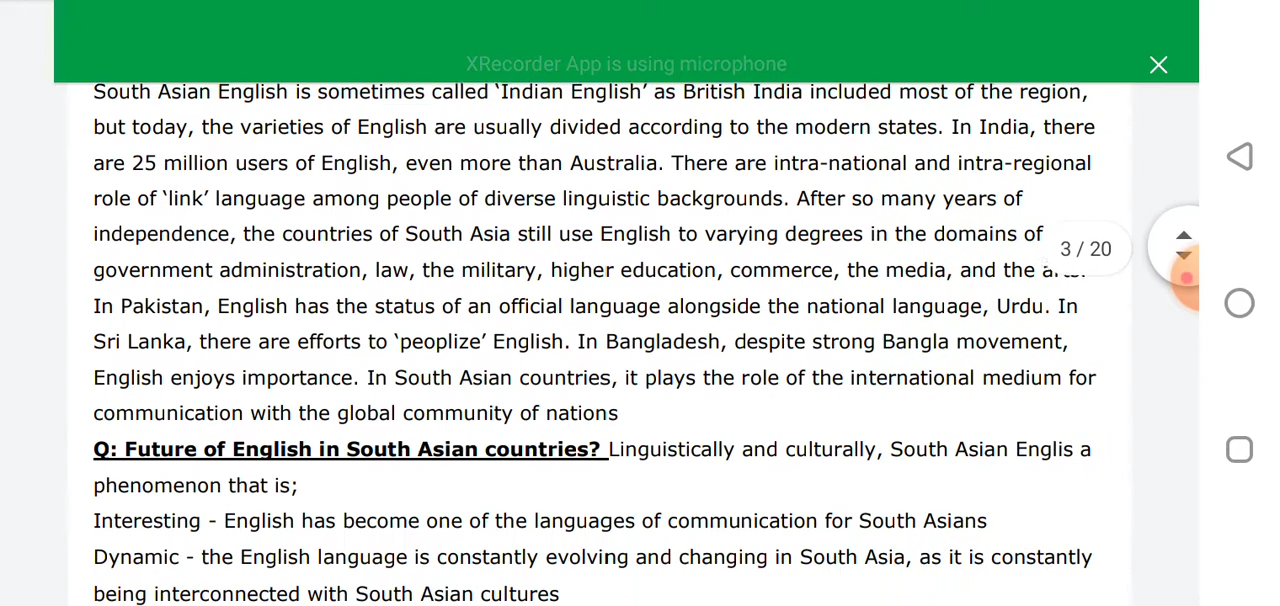 XRecorder App is using microphone
South Asian English is sometimes called ‘Indian English’ as British India included most of the region,
but today, the varieties of English are usually divided according to the modern states. In India, there
are 25 million users of English, even more than Australia. There are intra-national and intra-regional
role of ‘link’ language among people of diverse linguistic backgrounds. After so many years of
independence, the countries of South Asia still use English to varying degrees in the domains of
3 / 20
government administration, law, the military, higher education, commerce, the media, and the
In Pakistan, English has the status of an official language alongside the national language, Urdu. In
Sri Lanka, there are efforts to ‘peoplize’ English. In Bangladesh, despite strong Bangla movement,
English enjoys importance. In South Asian countries, it plays the role of the international medium for
communication with the global community of nations
Q: Future of English in South Asian countries? Linguistically and culturally, South Asian Englis a
phenomenon that is;
Interesting - English has become one of the languages of communication for South Asians
Dynamic - the English language is constantly evolving and changing in South Asia, as it is constantly
being interconnected with South Asian cultures